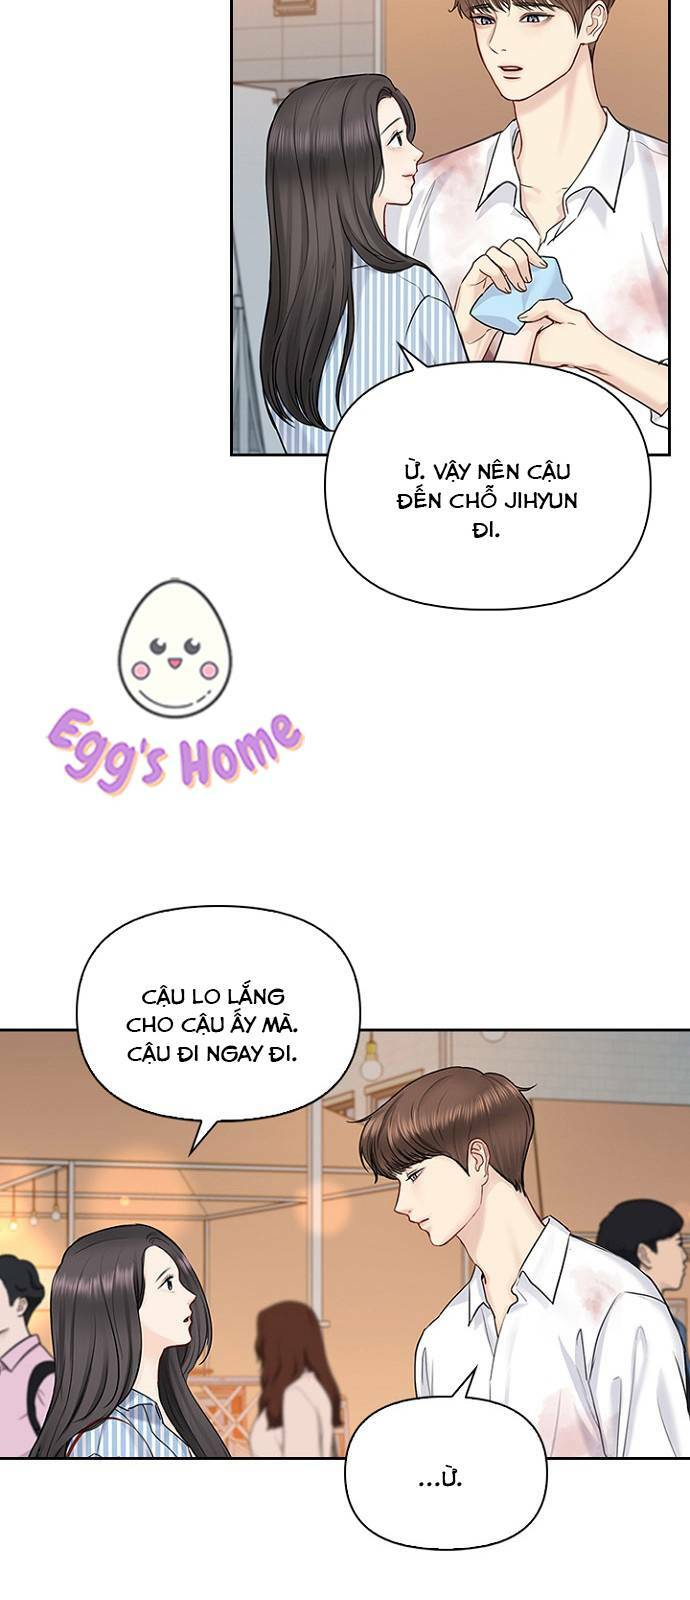 Ừ. VẬY NÊN CẬU
ĐẾN CHỖ JIHYUN
ĐI.
Egg's Home
CẬU LO LẮNG
CHO CẬU ẤY MÀ.
CẬU ĐI NGAY ĐI.
...Ừ.